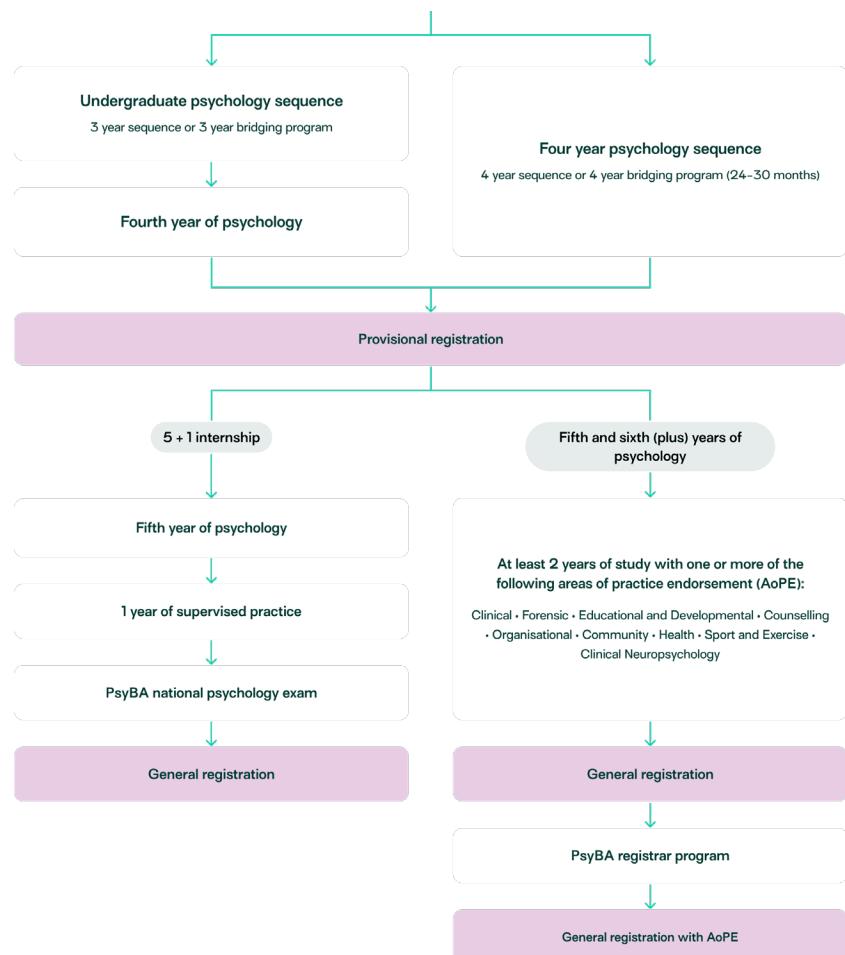 Undergraduate psychology sequence
3 year sequence or 3 year bridging program
Four year psychology sequence
4 year sequence or 4 year bridging program (24-30 months)
Fourth year of psychology
Provisional registration
5 + 1 internship
Fifth and sixth (plus) years of
psychology
Fifth year of psychology
1 year of supervised practice
PsyBA national psychology exam
General registration
At least 2 years of study with one or more of the
following areas of practice endorsement (AoPE):
Clinical • Forensic • Educational and Developmental • Counselling
• Organisational • Community • Health • Sport and Exercise •
Clinical Neuropsychology
General registration
PsyBA registrar program
General registration with AoPE